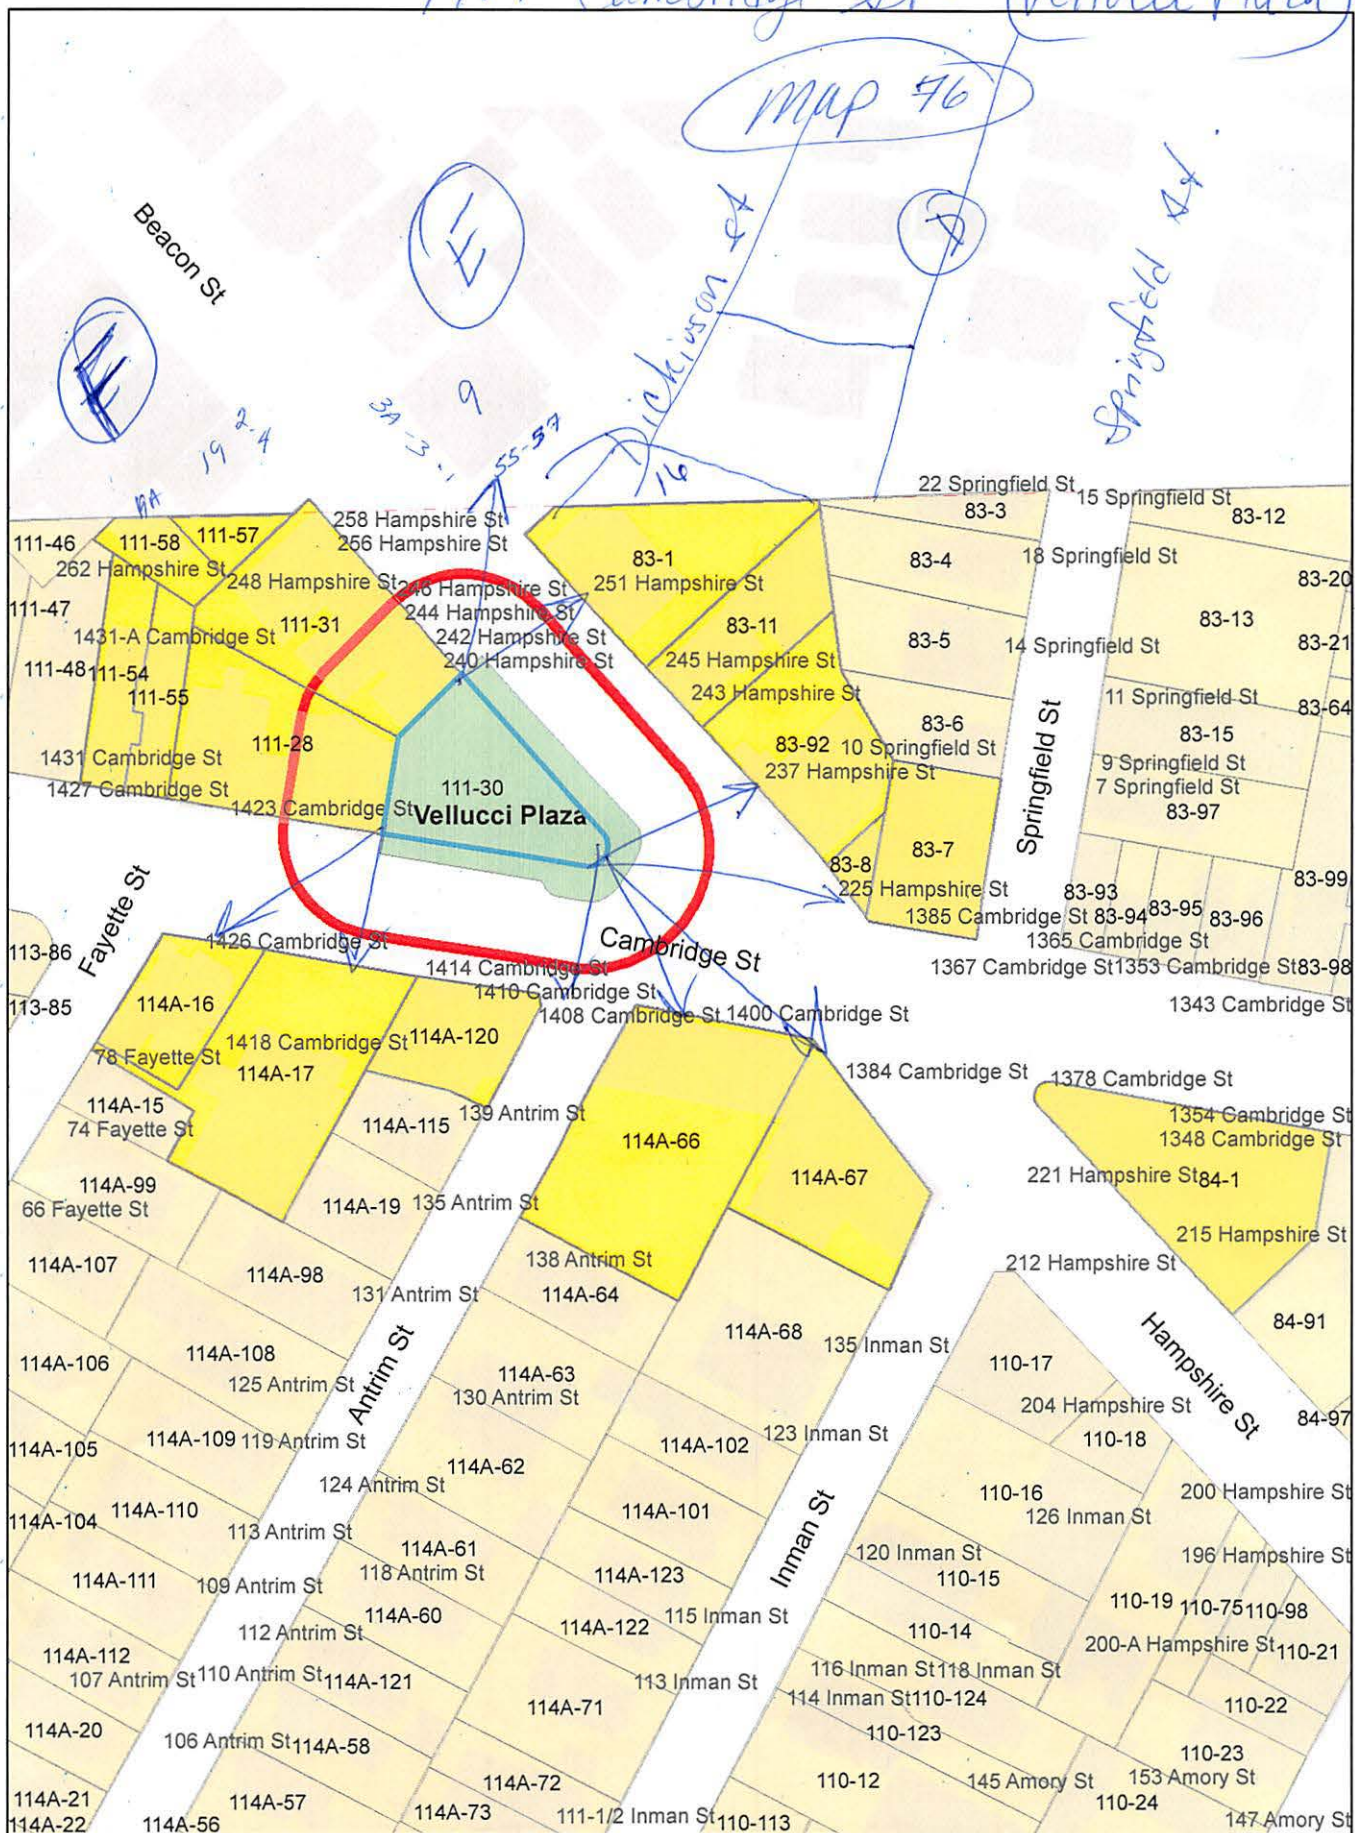 Cambridge St (Vellucci Plaza)
Map 76
Beacon St
E
D
F
Dickinson St
Springfield St
9
3A-3-1
19 2-4
55-57
16
22 Springfield St
15 Springfield St
83-3
83-12
258 Hampshire St
256 Hampshire St
111-46
111-58
111-57
83-1
83-4
18 Springfield St
262 Hampshire St
248 Hampshire St
246 Hampshire St
251 Hampshire St
83-20
111-47
244 Hampshire St
83-13
1431-A Cambridge St
111-31
242 Hampshire St
83-11
83-5
14 Springfield St
83-21
111-48
111-54
240 Hampshire St
245 Hampshire St
111-55
243 Hampshire St
11 Springfield St
83-64
83-6
111-28
83-92
10 Springfield St
83-15
Springfield St
1431 Cambridge St
237 Hampshire St
9 Springfield St
1427 Cambridge St
111-30
7 Springfield St
1423 Cambridge St
Vellucci Plaza
83-97
83-8
83-7
Fayette St
225 Hampshire St
83-93
83-99
1385 Cambridge St
83-94
83-95
83-96
1426 Cambridge St
Cambridge St
1365 Cambridge St
113-86
1414 Cambridge St
1367 Cambridge St
1353 Cambridge St
83-98
1410 Cambridge St
113-85
114A-16
1408 Cambridge St
1400 Cambridge St
1343 Cambridge St
1418 Cambridge St
114A-120
78 Fayette St
114A-17
1384 Cambridge St
1378 Cambridge St
114A-15
139 Antrim St
1354 Cambridge St
74 Fayette St
114A-115
114A-66
1348 Cambridge St
114A-67
221 Hampshire St
84-1
114A-99
66 Fayette St
114A-19
135 Antrim St
215 Hampshire St
114A-107
114A-98
138 Antrim St
212 Hampshire St
131 Antrim St
114A-64
84-91
114A-68
135 Inman St
Hampshire St
114A-106
114A-108
114A-63
110-17
125 Antrim St
Antrim St
130 Antrim St
204 Hampshire St
84-97
114A-105
114A-109
119 Antrim St
114A-102
123 Inman St
110-18
114A-62
124 Antrim St
110-16
200 Hampshire St
114A-104
114A-110
114A-101
126 Inman St
113 Antrim St
114A-61
Inman St
120 Inman St
196 Hampshire St
114A-111
109 Antrim St
118 Antrim St
114A-123
110-15
110-19
110-75
110-98
114A-60
114A-122
115 Inman St
112 Antrim St
110-14
200-A Hampshire St
110-21
114A-112
107 Antrim St
110 Antrim St
114A-121
113 Inman St
116 Inman St
118 Inman St
114 Inman St
110-124
114A-71
110-22
114A-20
106 Antrim St
114A-58
110-123
110-23
114A-72
110-12
145 Amory St
153 Amory St
114A-21
114A-57
110-24
114A-22
114A-56
114A-73
111-1/2 Inman St
110-113
147 Amory St